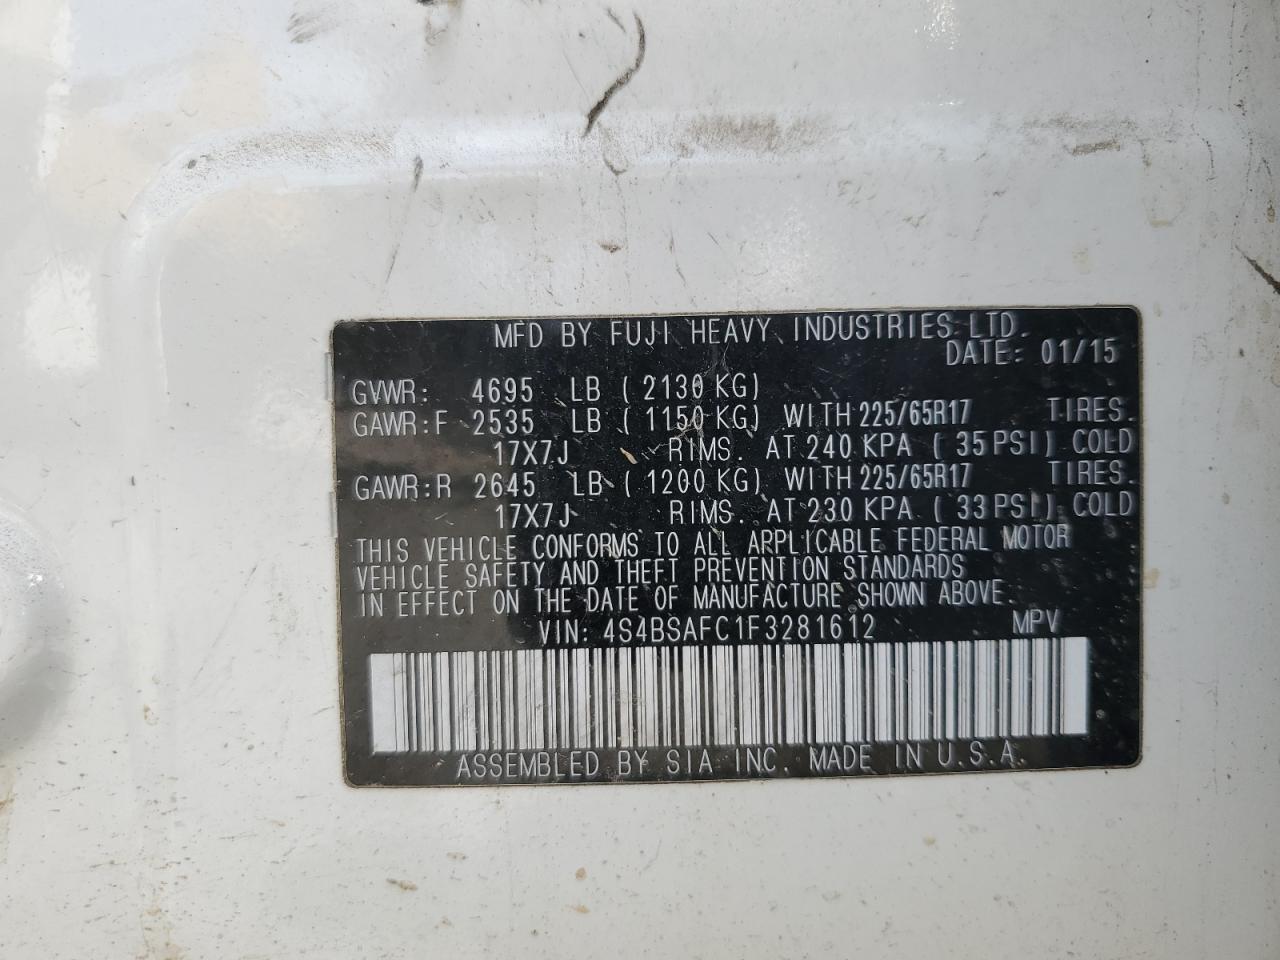 MFD BY FUJI HEAVY INDUSTRIES LTD.
DATE: 01/15
GVWR: 4695 LB ( 2130 KG)
GAWR:F 2535 LB ( 1150 KG) WITH 225/65R17 TIRES.
17X7J RIMS. AT 240 KPA ( 35 PSI) COLD
GAWR:R 2645 LB ( 1200 KG) WITH 225/65R17 TIRES.
17X7J RIMS. AT 230 KPA ( 33 PSI) COLD
THIS VEHICLE CONFORMS TO ALL APPLICABLE FEDERAL MOTOR
VEHICLE SAFETY AND THEFT PREVENTION STANDARDS
IN EFFECT ON THE DATE OF MANUFACTURE SHOWN ABOVE.
VIN: 4S4BSAFC1F3281612 MPV
ASSEMBLED BY SIA INC. MADE IN U.S.A.